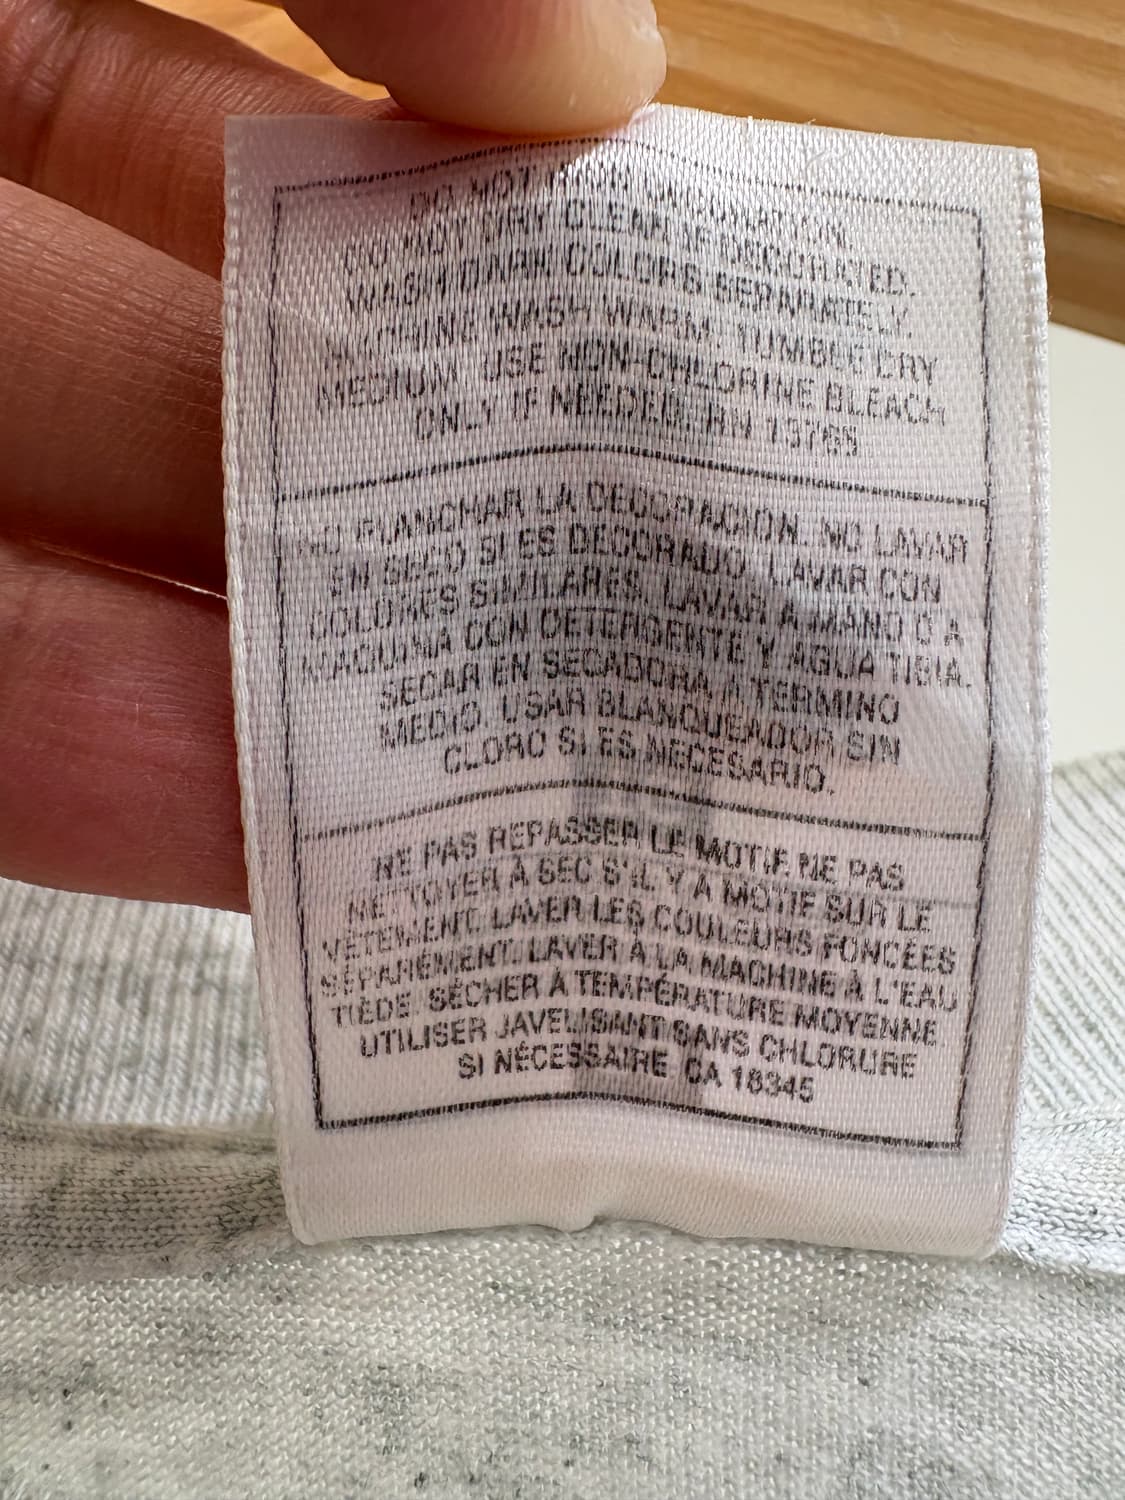 DO NOT IRON DECORATION.
DO NOT DRY CLEAN IF DECORATED.
WASH DARK COLORS SEPARATELY.
MACHINE WASH WARM. TUMBLE DRY
MEDIUM. USE NON-CHLORINE BLEACH
ONLY IF NEEDED. RN 13765
NO PLANCHAR LA DECORACION. NO LAVAR
EN SECO SI ES DECORADO. LAVAR CON
COLORES SIMILARES. LAVAR A MANO O A
MAQUINA CON DETERGENTE Y AGUA TIBIA.
SECAR EN SECADORA A TERMINO
MEDIO. USAR BLANQUEADOR SIN
CLORO SI ES NECESARIO.
NE PAS REPASSER LE MOTIF. NE PAS
NETTOYER À SEC S'IL Y A MOTIF SUR LE
VÊTEMENT. LAVER LES COULEURS FONCÉES
SÉPARÉMENT. LAVER À LA MACHINE À L'EAU
TIÈDE. SÉCHER À TEMPÉRATURE MOYENNE
UTILISER JAVELISANT SANS CHLORURE
SI NÉCESSAIRE. CA 18345